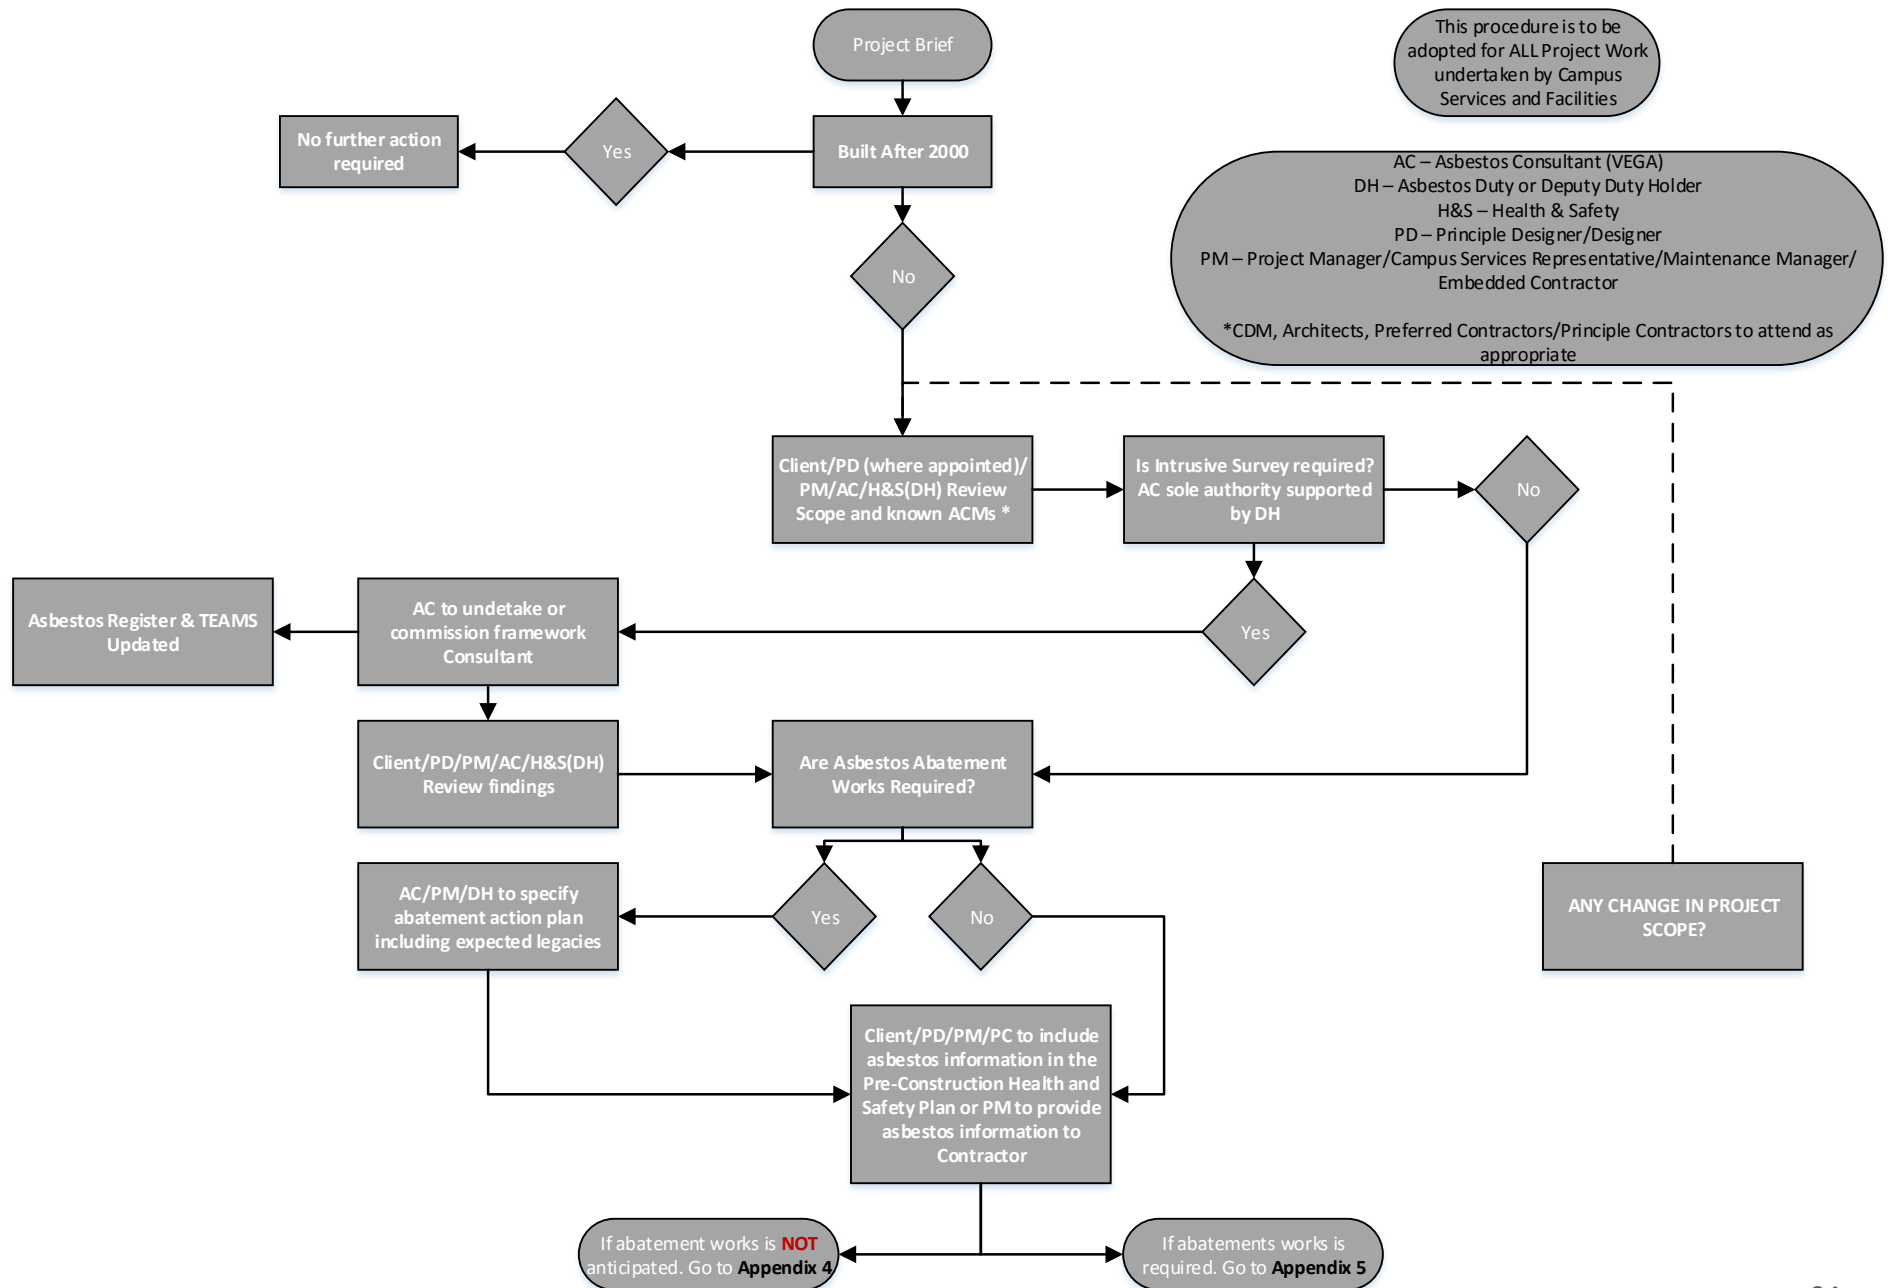 Project Brief
This procedure is to be
adopted for ALL Project Work
undertaken by Campus
Services and Facilities
No further action
required
Yes
Built After 2000
AC – Asbestos Consultant (VEGA)
DH – Asbestos Duty or Deputy Duty Holder
H&S – Health & Safety
PD – Principle Designer/Designer
PM – Project Manager/Campus Services Representative/Maintenance Manager/
Embedded Contractor
*CDM, Architects, Preferred Contractors/Principle Contractors to attend as
appropriate
No
Client/PD (where appointed)/
PM/AC/H&S(DH) Review
Scope and known ACMs *
Is Intrusive Survey required?
AC sole authority supported
by DH
No
Asbestos Register & TEAMS
Updated
AC to undetake or
commission framework
Consultant
Yes
Client/PD/PM/AC/H&S(DH)
Review findings
Are Asbestos Abatement
Works Required?
AC/PM/DH to specify
abatement action plan
including expected legacies
Yes
No
ANY CHANGE IN PROJECT
SCOPE?
Client/PD/PM/PC to include
asbestos information in the
Pre-Construction Health and
Safety Plan or PM to provide
asbestos information to
Contractor
If abatement works is NOT
anticipated. Go to Appendix 4
If abatements works is
required. Go to Appendix 5